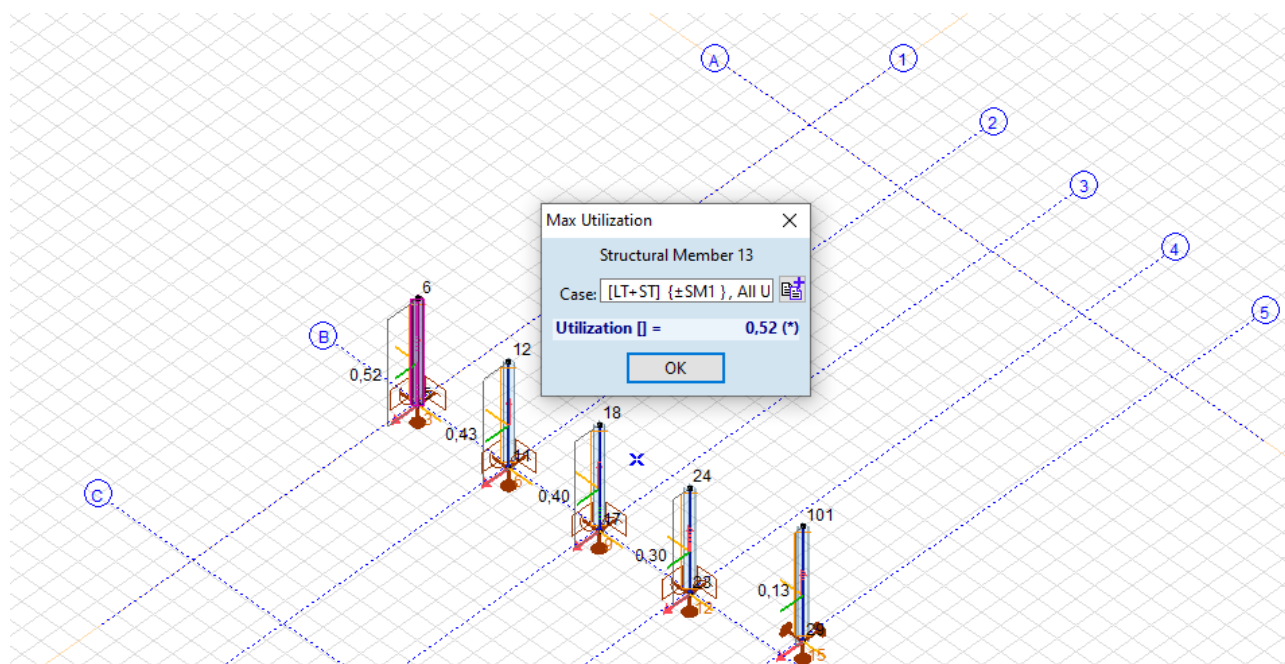 A
1
2
3
Max Utilization
Structural Member 13
4
Case: [LT+ST] {±SM1 }, All U
6
5
B
Utilization [] = 0,52 (*)
12
OK
0,52
3
18
0,43
11
24
C
0,40
17
101
0,30
23
12
0,13
29
15